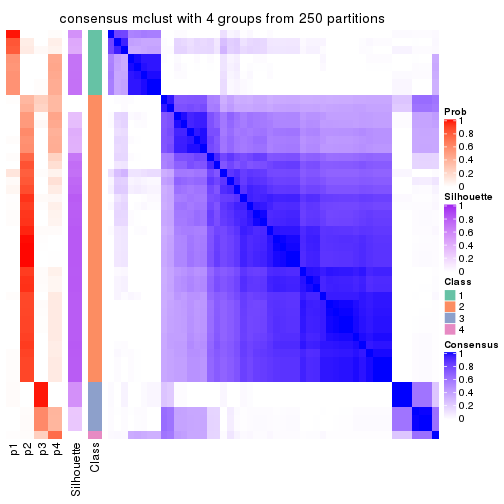 consensus mclust with 4 groups from 250 partitions
Prob
1
0.8
0.6
0.4
0.2
0
Silhouette
1
0.8
0.6
0.4
0.2
0
Class
1
2
3
4
Consensus
1
0.8
0.6
0.4
0.2
0
p1
p2
p3
p4
Silhouette
Class